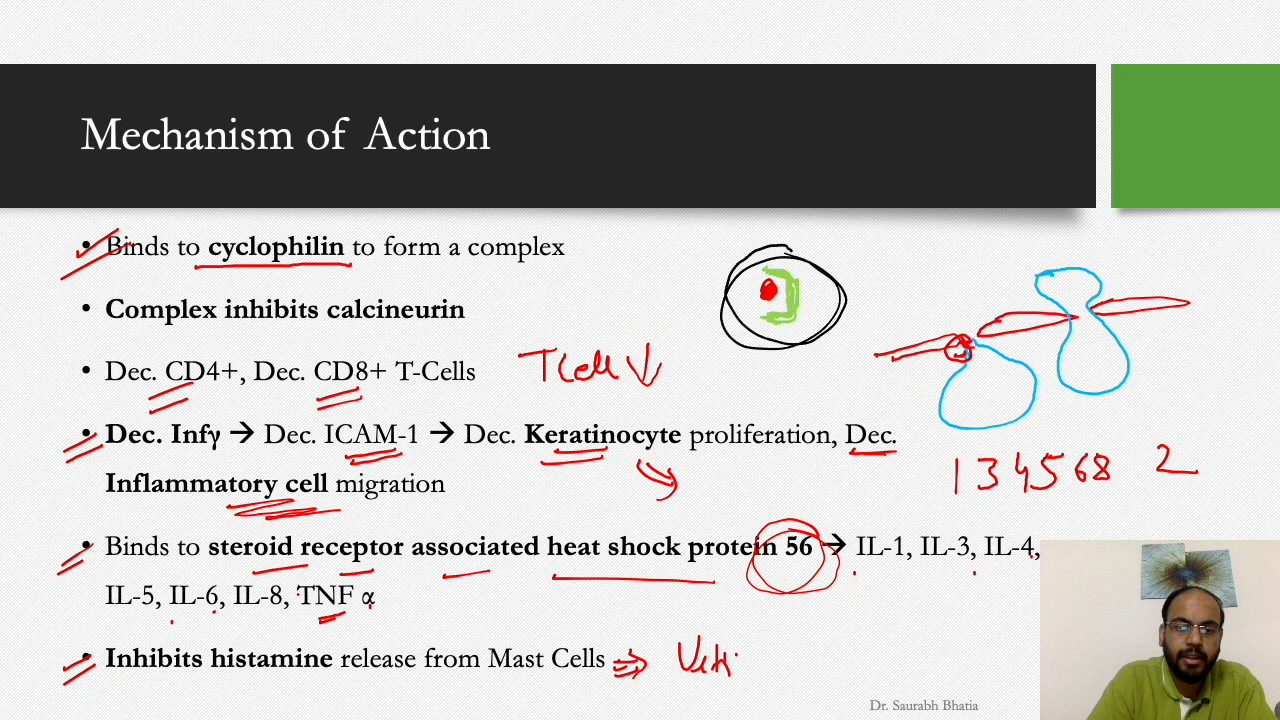 Mechanism of Action
• Binds to cyclophilin to form a complex
• Complex inhibits calcineurin
• Dec. CD4+, Dec. CD8+ T-Cells
T Cell ↓
• Dec. Infγ → Dec. ICAM-1 → Dec. Keratinocyte proliferation, Dec.
Inflammatory cell migration
1 3 4 5 6 8 2
• Binds to steroid receptor associated heat shock protein 56 → IL-1, IL-3, IL-4,
IL-5, IL-6, IL-8, TNF α
• Inhibits histamine release from Mast Cells ⇒
Dr. Saurabh Bhatia